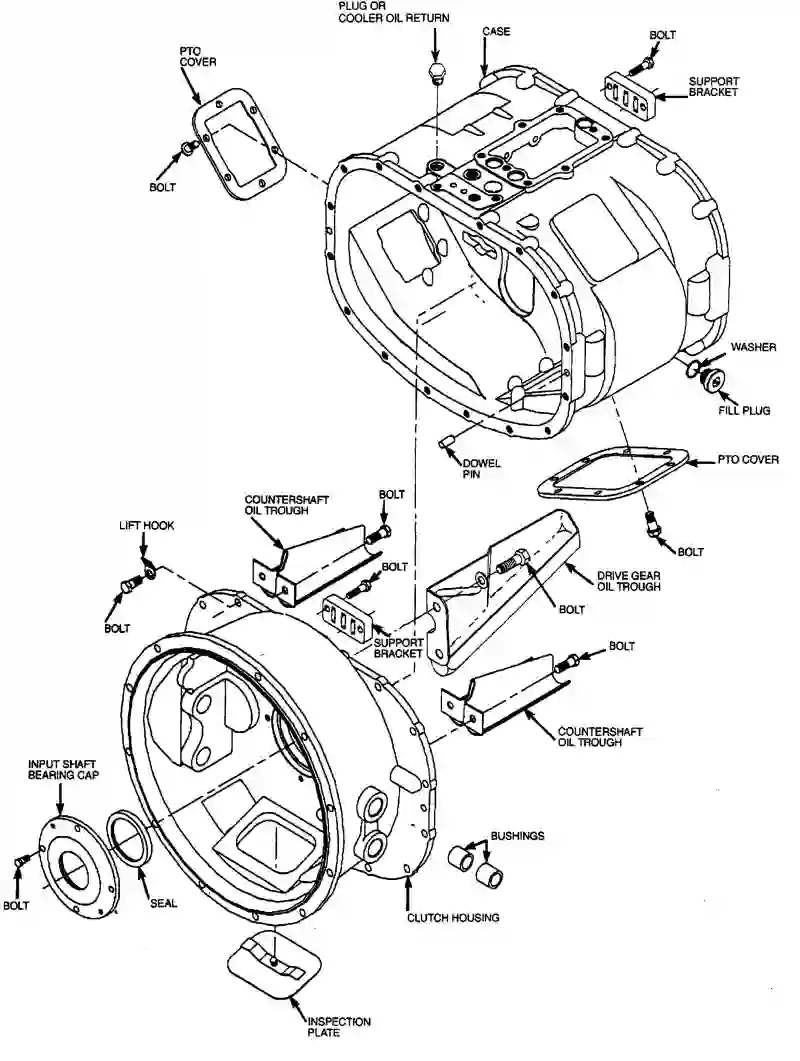 PLUG OR
COOLER OIL RETURN
CASE
BOLT
PTO
COVER
SUPPORT
BRACKET
BOLT
WASHER
FILL PLUG
DOWEL
PIN
PTO COVER
COUNTERSHAFT
OIL TROUGH
BOLT
LIFT HOOK
BOLT
BOLT
DRIVE GEAR
OIL TROUGH
BOLT
BOLT
SUPPORT
BRACKET
BOLT
COUNTERSHAFT
OIL TROUGH
INPUT SHAFT
BEARING CAP
BUSHINGS
BOLT
SEAL
CLUTCH HOUSING
INSPECTION
PLATE